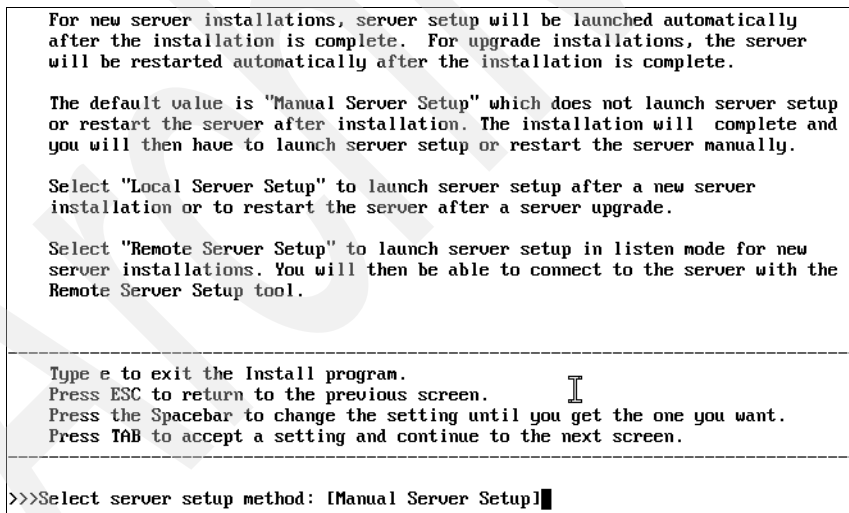 For new server installations, server setup will be launched automatically
after the installation is complete.  For upgrade installations, the server
will be restarted automatically after the installation is complete.
The default value is "Manual Server Setup" which does not launch server setup
or restart the server after installation. The installation will  complete and
you will then have to launch server setup or restart the server manually.
Select "Local Server Setup" to launch server setup after a new server
installation or to restart the server after a server upgrade.
Select "Remote Server Setup" to launch server setup in listen mode for new
server installations. You will then be able to connect to the server with the
Remote Server Setup tool.
Type e to exit the Install program.
Press ESC to return to the previous screen.
Press the Spacebar to change the setting until you get the one you want.
Press TAB to accept a setting and continue to the next screen.
>>>Select server setup method: [Manual Server Setup]